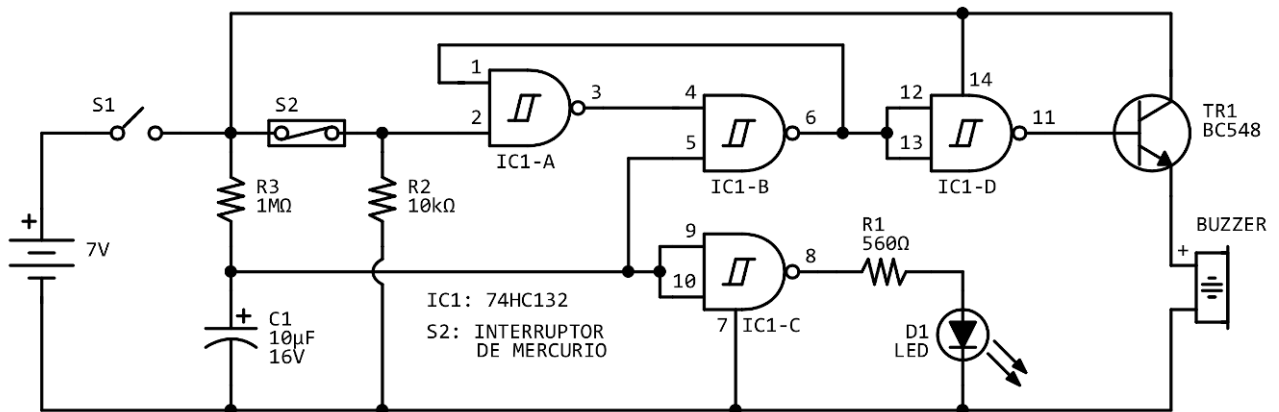 S1
S2
+
7V
R3
1MΩ
R2
10kΩ
+
C1
10µF
16V
1
2
3
IC1-A
4
5
6
IC1-B
12
13
14
11
IC1-D
TR1
BC548
9
10
8
7
IC1-C
R1
560Ω
D1
LED
BUZZER
+
IC1: 74HC132
S2: INTERRUPTOR
DE MERCURIO